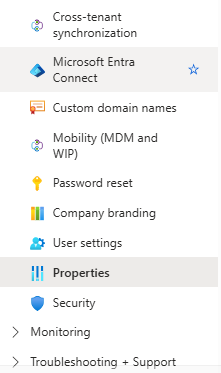 Cross-tenant
synchronization
Microsoft Entra
Connect
Custom domain names
Mobility (MDM and
WIP)
Password reset
Company branding
User settings
Properties
Security
Monitoring
Troubleshooting + Support